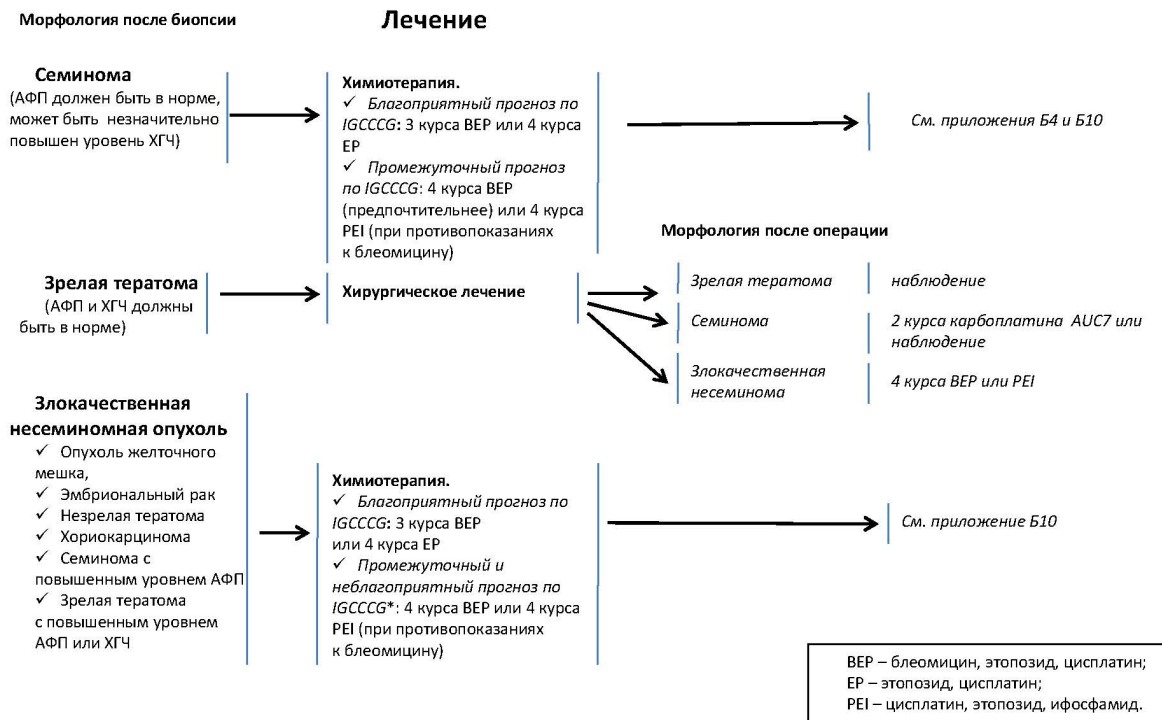 Морфология после биопсии
Лечение
Семинома
(АФП должен быть в норме,
может быть незначительно
повышен уровень ХГЧ)
Химиотерапия.
✓ Благоприятный прогноз по
IGCCCG: 3 курса BEP или 4 курса
EP
✓ Промежуточный прогноз
по IGCCCG: 4 курса BEP
(предпочтительнее) или 4 курса
PEI (при противопоказаниях
к блеомицину)
См. приложения Б4 и Б10
Морфология после операции
Зрелая тератома
(АФП и ХГЧ должны
быть в норме)
Хирургическое лечение
Зрелая тератома
наблюдение
Семинома
2 курса карбоплатина AUC7 или
наблюдение
Злокачественная
несеминома
4 курса BEP или PEI
Злокачественная
несеминомная опухоль
✓ Опухоль желточного
мешка,
✓ Эмбриональный рак
✓ Незрелая тератома
✓ Хориокарцинома
✓ Семинома с
повышенным уровнем АФП
✓ Зрелая тератома
с повышенным уровнем
АФП или ХГЧ
Химиотерапия.
✓ Благоприятный прогноз по
IGCCCG: 3 курса BEP
или 4 курса EP
✓ Промежуточный и
неблагоприятный прогноз по
IGCCCG*: 4 курса BEP или 4 курса
PEI (при противопоказаниях
к блеомицину)
См. приложение Б10
BEP – блеомицин, этопозид, цисплатин;
EP – этопозид, цисплатин;
PEI – цисплатин, этопозид, ифосфамид.